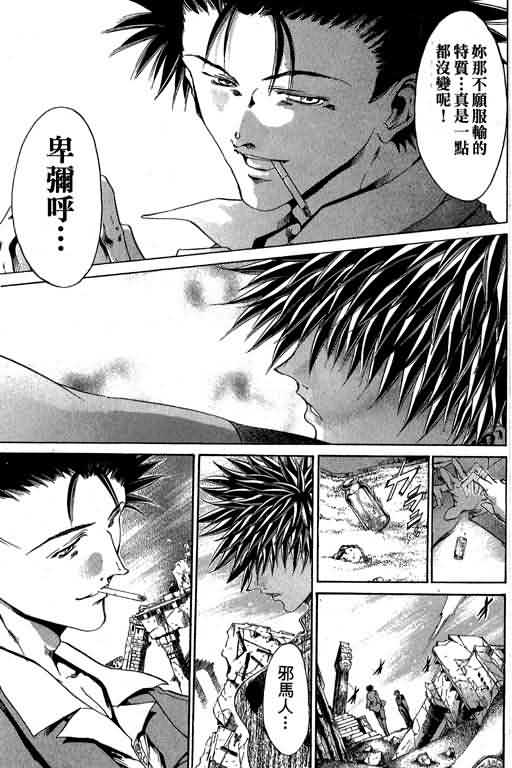 妳那不願服輸的
特質…真是一點
都沒變呢！
卑彌呼…
邪馬人…